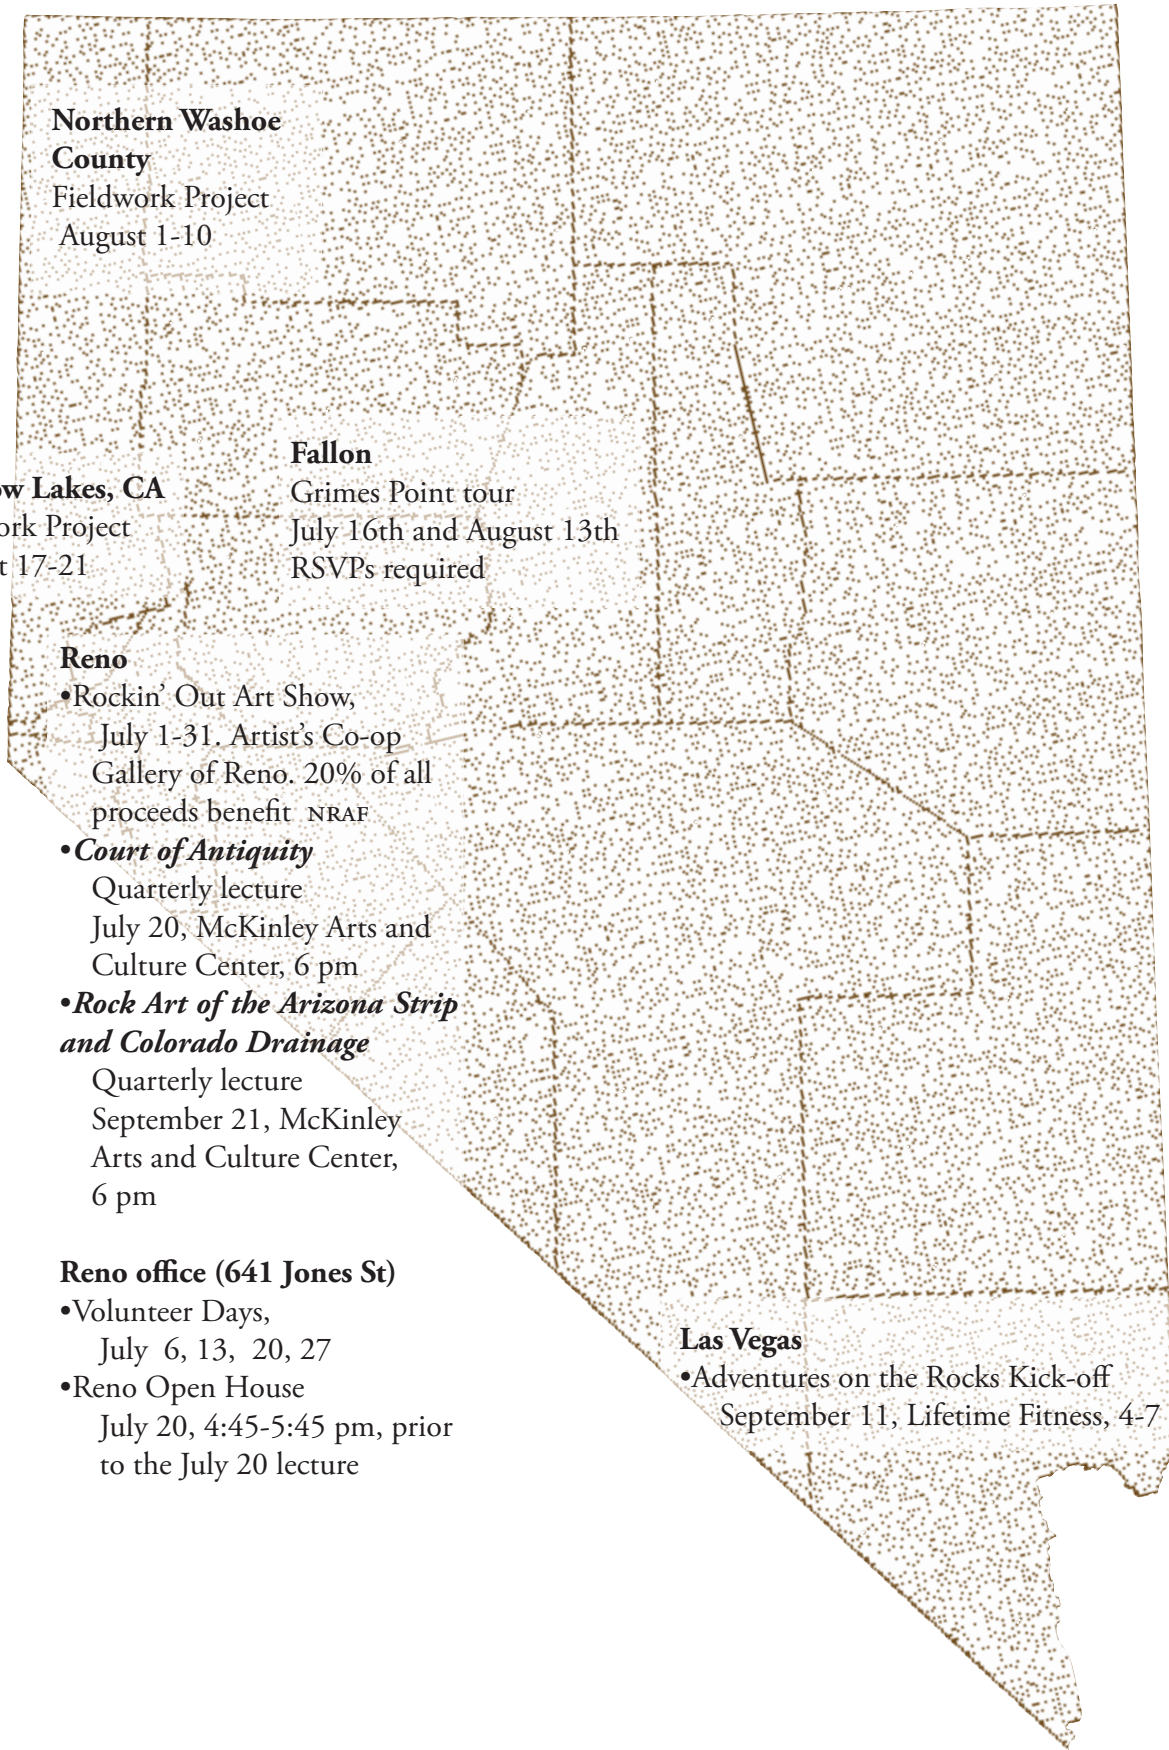 Northern Washoe
County
Fieldwork Project
August 1-10
Fallon
Grimes Point tour
July 16th and August 13th
RSVPs required
Lakes, CA
Project
17-21
Reno
•Rockin’ Out Art Show,
July 1-31. Artist’s Co-op
Gallery of Reno. 20% of all
proceeds benefit NRAF
•Court of Antiquity
Quarterly lecture
July 20, McKinley Arts and
Culture Center, 6 pm
•Rock Art of the Arizona Strip
and Colorado Drainage
Quarterly lecture
September 21, McKinley
Arts and Culture Center,
6 pm
Reno office (641 Jones St)
•Volunteer Days,
July 6, 13, 20, 27
•Reno Open House
July 20, 4:45-5:45 pm, prior
to the July 20 lecture
Las Vegas
•Adventures on the Rocks Kick-off
September 11, Lifetime Fitness, 4-7